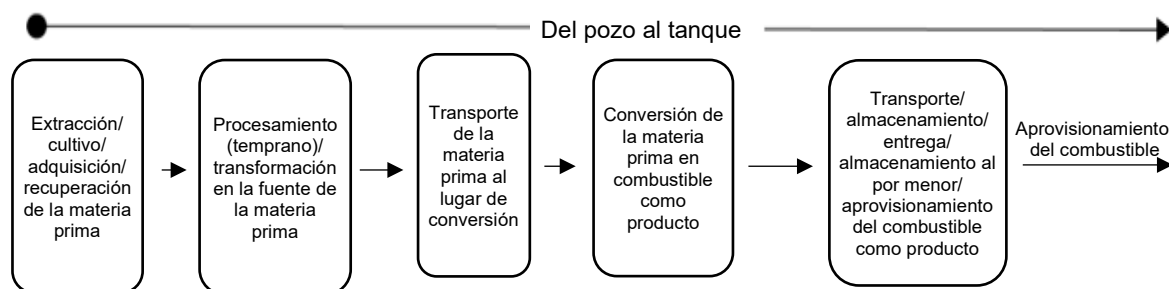 Del pozo al tanque
Extracción/
cultivo/
adquisición/
recuperación
de la materia
prima
Procesamiento
(temprano)/
transformación
en la fuente de
la materia
prima
Transporte
de la
materia
prima al
lugar de
conversión
Conversión de
la materia
prima en
combustible
como
producto
Transporte/
almacenamiento/
entrega/
almacenamiento al
por menor/
aprovisionamiento
del combustible
como producto
Aprovisionamiento
del combustible